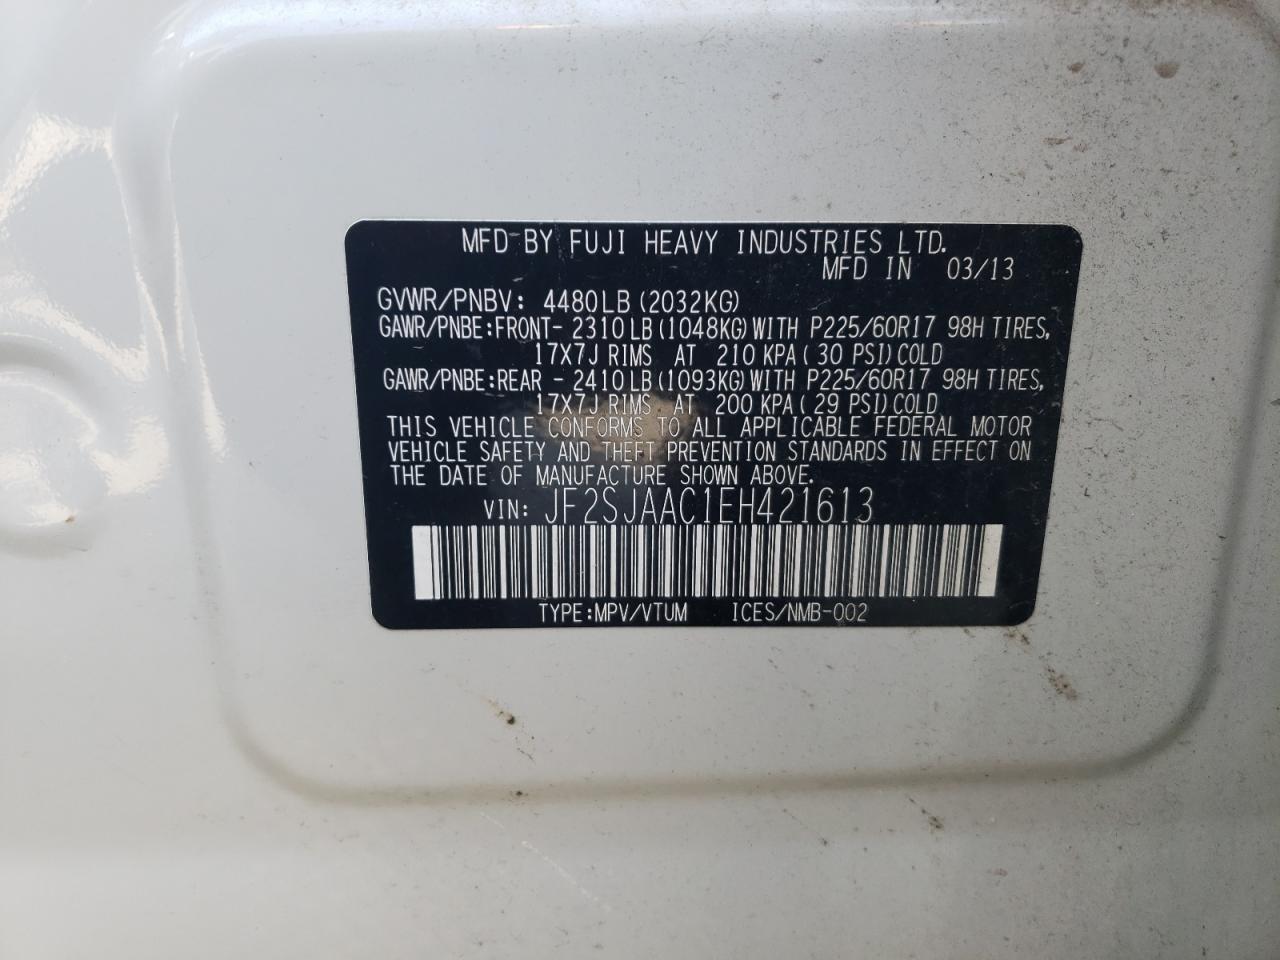 MFD BY FUJI HEAVY INDUSTRIES LTD.
MFD IN 03/13
GVWR/PNBV: 4480LB (2032KG)
GAWR/PNBE:FRONT- 2310LB(1048KG)WITH P225/60R17 98H TIRES,
17X7J RIMS AT 210 KPA( 30 PSI)COLD
GAWR/PNBE:REAR - 2410LB(1093KG)WITH P225/60R17 98H TIRES,
17X7J RIMS AT 200 KPA( 29 PSI)COLD
THIS VEHICLE CONFORMS TO ALL APPLICABLE FEDERAL MOTOR
VEHICLE SAFETY AND THEFT PREVENTION STANDARDS IN EFFECT ON
THE DATE OF MANUFACTURE SHOWN ABOVE.
VIN: JF2SJAAC1EH421613
TYPE:MPV/VTUM ICES/NMB-002